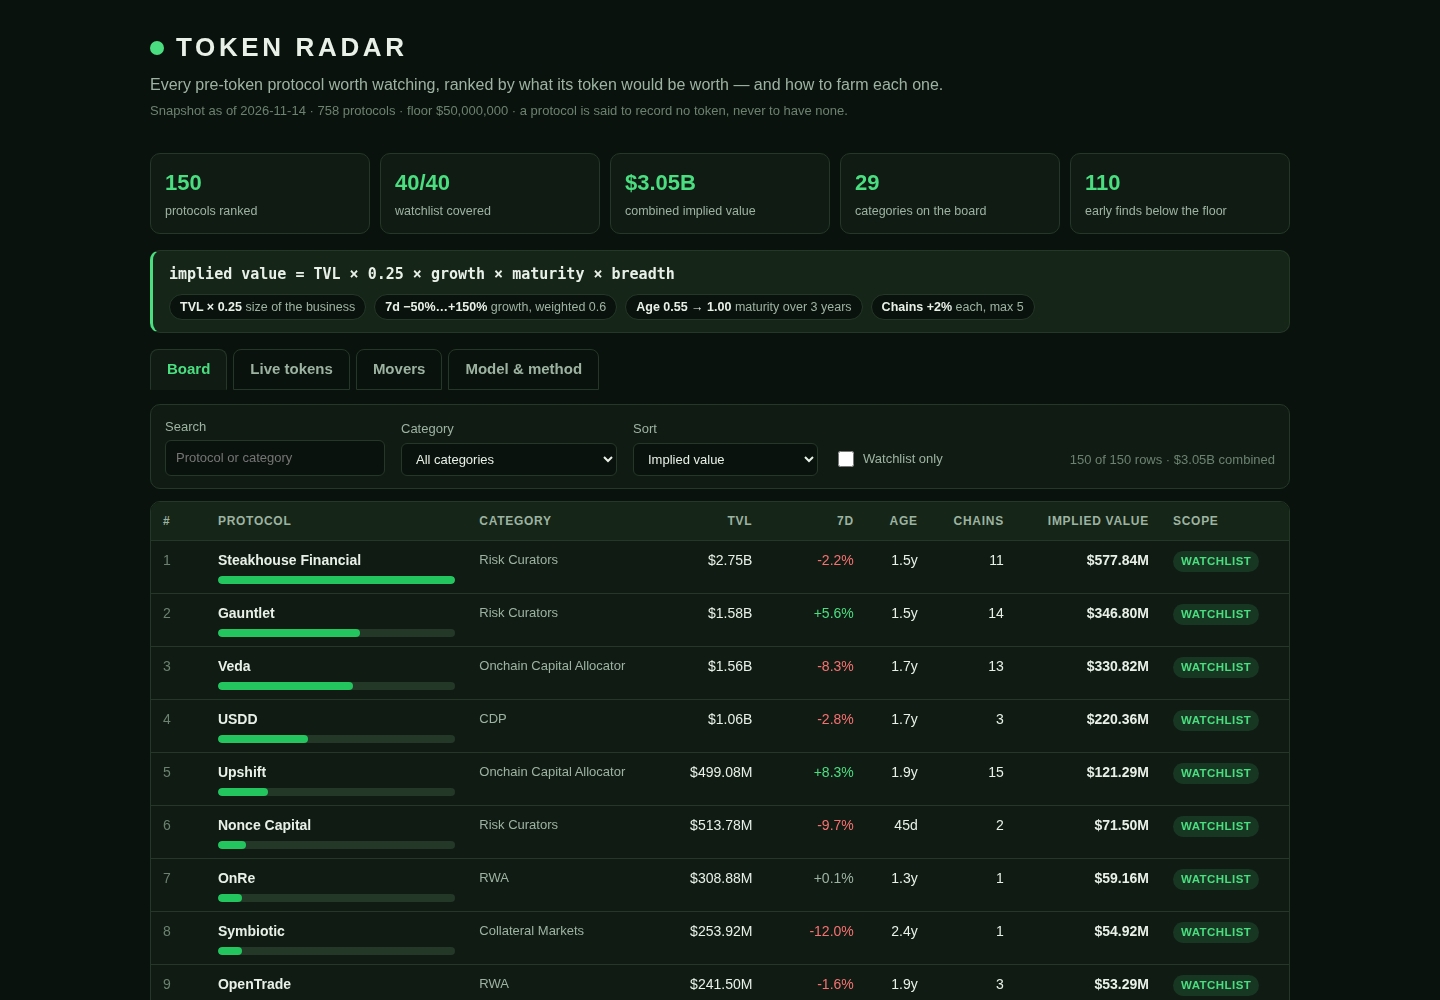 TOKEN RADAR
Every pre-token protocol worth watching, ranked by what its token would be worth — and how to farm each one.
Snapshot as of 2026-11-14 · 758 protocols · floor $50,000,000 · a protocol is said to record no token, never to have none.
150 40/40 $3.05B 29 110
protocols ranked watchlist covered combined implied value categories on the board early finds below the floor
implied value = TVL × 0.25 × growth × maturity × breadth
TVL × 0.25 size of the business 7d −50%…+150% growth, weighted 0.6 Age 0.55 → 1.00 maturity over 3 years Chains +2% each, max 5
Board Live tokens Movers Model & method
Search Category Sort
Protocol or category All categories Implied value Watchlist only 150 of 150 rows · $3.05B combined
# PROTOCOL CATEGORY TVL 7D AGE CHAINS IMPLIED VALUE SCOPE
1 Steakhouse Financial Risk Curators $2.75B -2.2% 1.5y 11 $577.84M WATCHLIST
2 Gauntlet Risk Curators $1.58B +5.6% 1.5y 14 $346.80M WATCHLIST
3 Veda Onchain Capital Allocator $1.56B -8.3% 1.7y 13 $330.82M WATCHLIST
4 USDD CDP $1.06B -2.8% 1.7y 3 $220.36M WATCHLIST
5 Upshift Onchain Capital Allocator $499.08M +8.3% 1.9y 15 $121.29M WATCHLIST
6 Nonce Capital Risk Curators $513.78M -9.7% 45d 2 $71.50M WATCHLIST
7 OnRe RWA $308.88M +0.1% 1.3y 1 $59.16M WATCHLIST
8 Symbiotic Collateral Markets $253.92M -12.0% 2.4y 1 $54.92M WATCHLIST
9 OpenTrade RWA $241.50M -1.6% 1.9y 3 $53.29M WATCHLIST